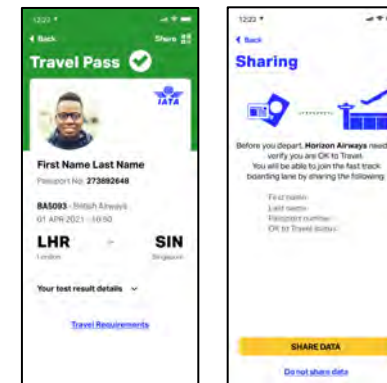 12:23
Back
Share
Travel Pass
IATA
First Name Last Name
Passport No. 273892648
BA5093 - British Airways
01 APR 2021 - 10:50
LHR
SIN
London
Singapore
Your test result details
Travel Requirements
12:23
Back
Sharing
Before you depart, Horizon Airways need
verify you are OK to Travel.
You will be able to join the fast track
boarding lane by sharing the following:
First name
Last name
Passport number
OK to Travel status
SHARE DATA
Do not share data